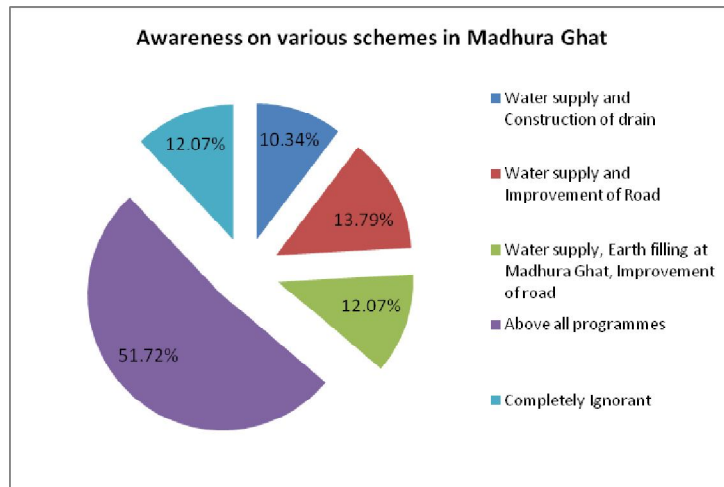 Awareness on various schemes in Madhura Ghat
12.07%
10.34%
13.79%
12.07%
51.72%
Water supply and
Construction of drain
Water supply and
Improvement of Road
Water supply, Earth filling at
Madhura Ghat, Improvement
of road
Above all programmes
Completely Ignorant